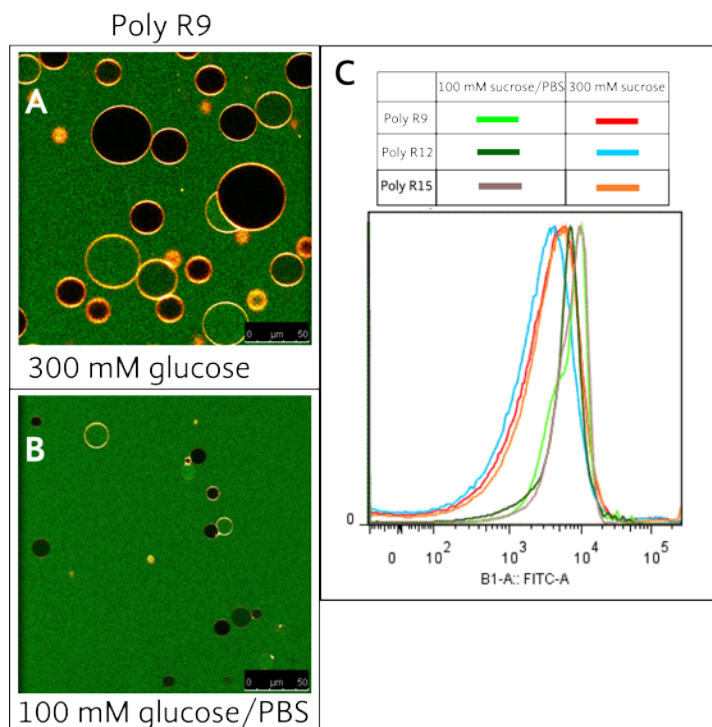 Poly R9
A
0 µm 50
300 mM glucose
B
0 µm 50
100 mM glucose/PBS
C
100 mM sucrose/PBS 300 mM sucrose
Poly R9
Poly R12
Poly R15
0
0 10² 10³ 10⁴ 10⁵
B1-A:: FITC-A